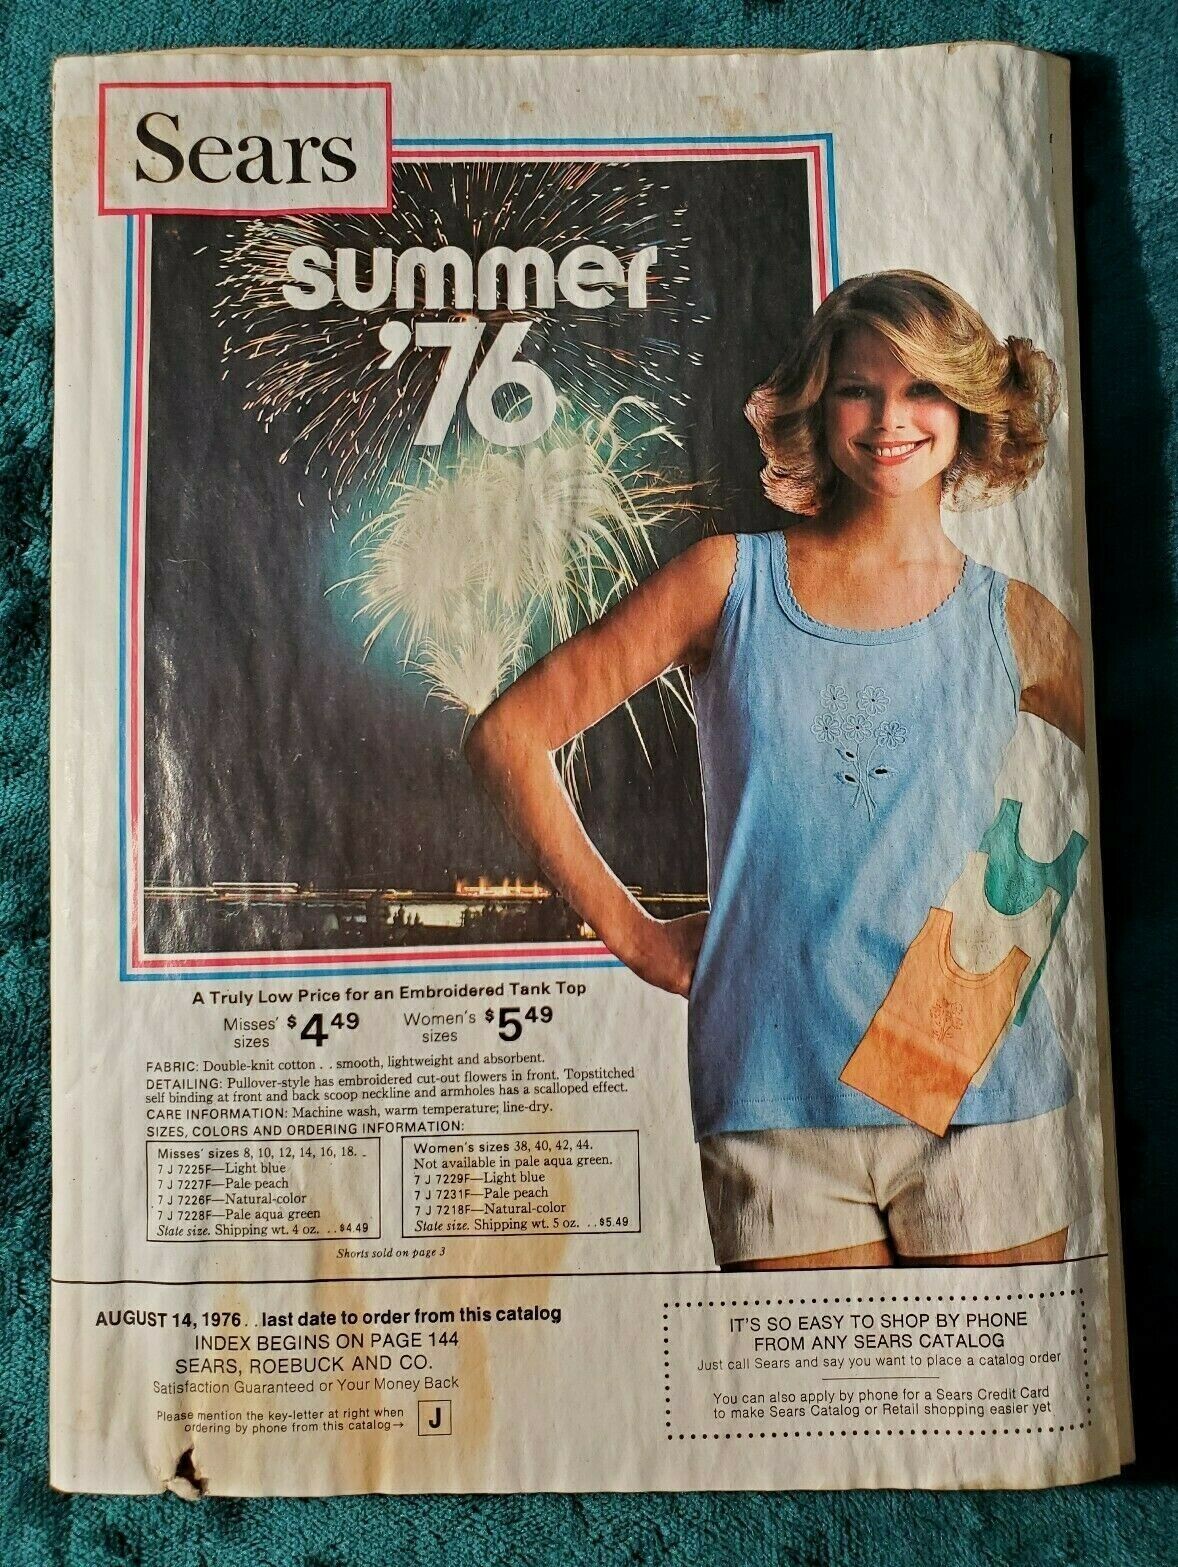 Sears
summer
'76
A Truly Low Price for an Embroidered Tank Top
Misses' sizes $4 49
Women's sizes $5 49
FABRIC: Double-knit cotton . . smooth, lightweight and absorbent.
DETAILING: Pullover-style has embroidered cut-out flowers in front. Topstitched
self binding at front and back scoop neckline and armholes has a scalloped effect.
CARE INFORMATION: Machine wash, warm temperature; line-dry.
SIZES, COLORS AND ORDERING INFORMATION:
Misses' sizes 8, 10, 12, 14, 16, 18.
7 J 7225F—Light blue
7 J 7227F—Pale peach
7 J 7226F—Natural-color
7 J 7228F—Pale aqua green
State size. Shipping wt. 4 oz. . . . $4.49
Women's sizes 38, 40, 42, 44.
Not available in pale aqua green.
7 J 7229F—Light blue
7 J 7231F—Pale peach
7 J 7218F—Natural-color
State size. Shipping wt. 5 oz. . . $5.49
Shorts sold on page 3
AUGUST 14, 1976 . . last date to order from this catalog
INDEX BEGINS ON PAGE 144
SEARS, ROEBUCK AND CO.
Satisfaction Guaranteed or Your Money Back
Please mention the key-letter at right when
ordering by phone from this catalog→
J
IT'S SO EASY TO SHOP BY PHONE
FROM ANY SEARS CATALOG
Just call Sears and say you want to place a catalog order
You can also apply by phone for a Sears Credit Card
to make Sears Catalog or Retail shopping easier yet